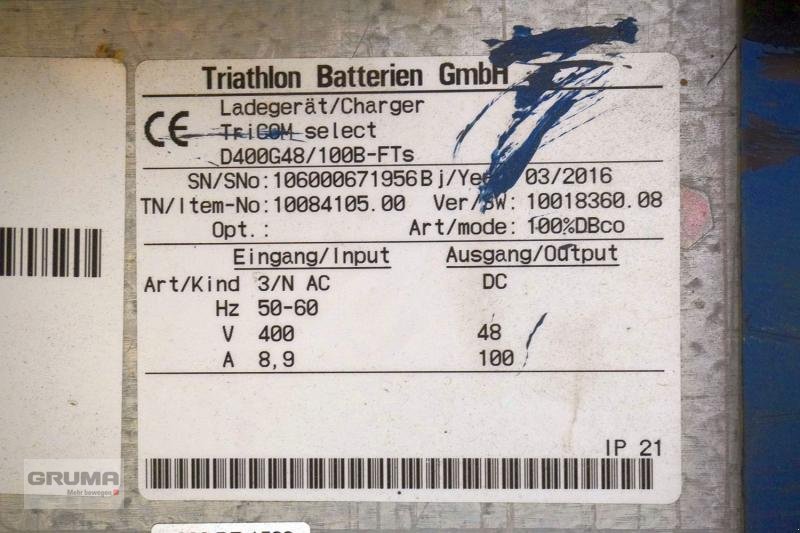 Triathlon Batterien GmbH
CE
Ladegerät/Charger
TriCOM select
D400G48/100B-FTs
SN/SNo: 106000671956 Bj/Year 03/2016
TN/Item-No: 10084105.00 Ver/SW: 10018360.08
Opt.: Art/mode: 100%DBco
Eingang/Input Ausgang/Output
Art/Kind 3/N AC DC
Hz 50-60
V 400 48
A 8,9 100
IP 21
GRUMA
Mehr bewegen